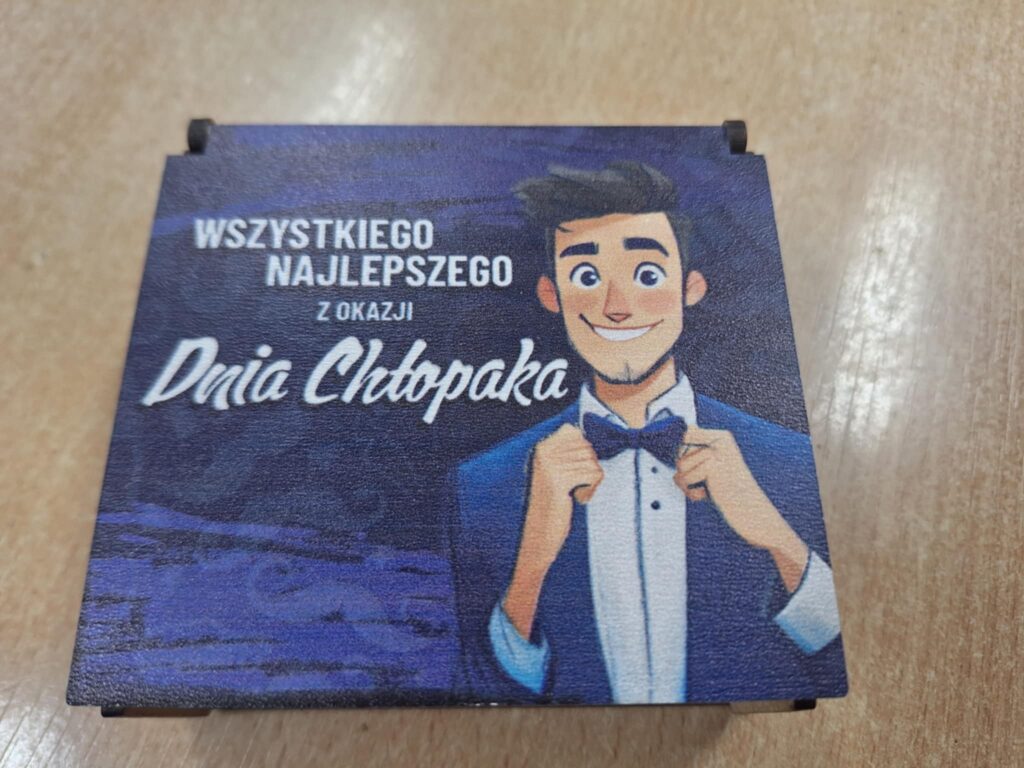 WSZYSTKIEGO
NAJLEPSZEGO
Z OKAZJI
Dnia Chłopaka